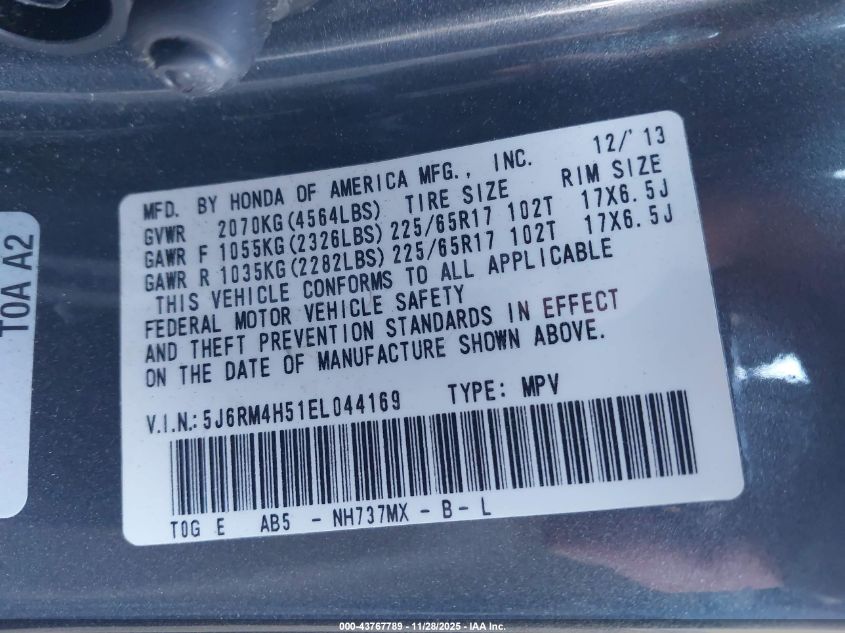 T0A A2
12/'13
MFD. BY HONDA OF AMERICA MFG., INC.
GVWR 2070KG(4564LBS) TIRE SIZE RIM SIZE
GAWR F 1055KG(2326LBS) 225/65R17 102T 17X6.5J
GAWR R 1035KG(2282LBS) 225/65R17 102T 17X6.5J
THIS VEHICLE CONFORMS TO ALL APPLICABLE
FEDERAL MOTOR VEHICLE SAFETY
AND THEFT PREVENTION STANDARDS IN EFFECT
ON THE DATE OF MANUFACTURE SHOWN ABOVE.
V.I.N.: 5J6RM4H51EL044169 TYPE: MPV
T0G E AB5 - NH737MX - B - L
000-43767789 - 11/28/2025 - IAA Inc.